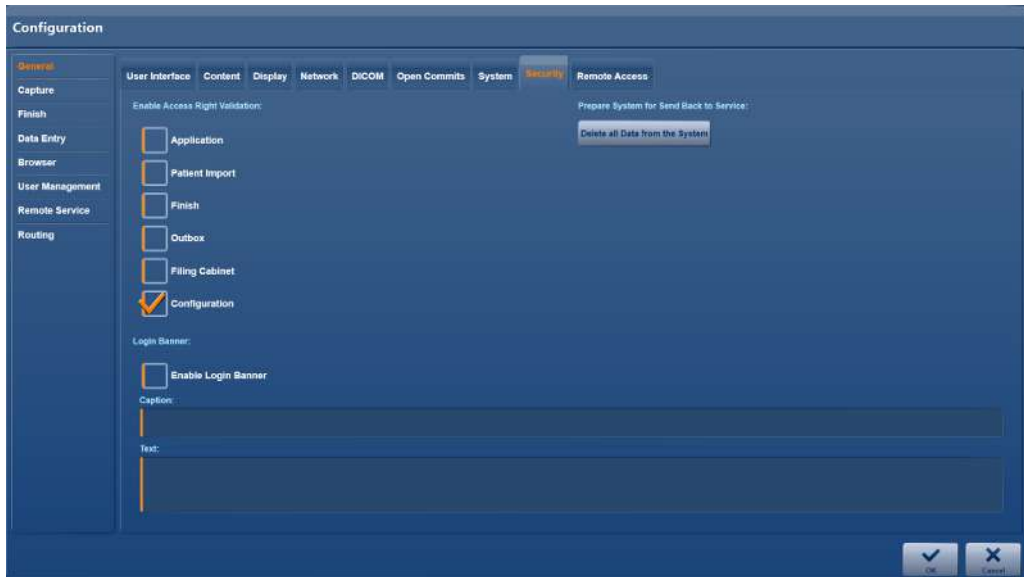 Configuration
General
Capture
Finish
Data Entry
Browser
User Management
Remote Service
Routing
User Interface Content Display Network DICOM Open Commits System Security Remote Access
Enable Access Right Validation:
Application
Patient Import
Finish
Outbox
Filing Cabinet
Configuration
Login Banner:
Enable Login Banner
Caption:
Text:
Prepare System for Send Back to Service:
Delete all Data from the System
OK Cancel